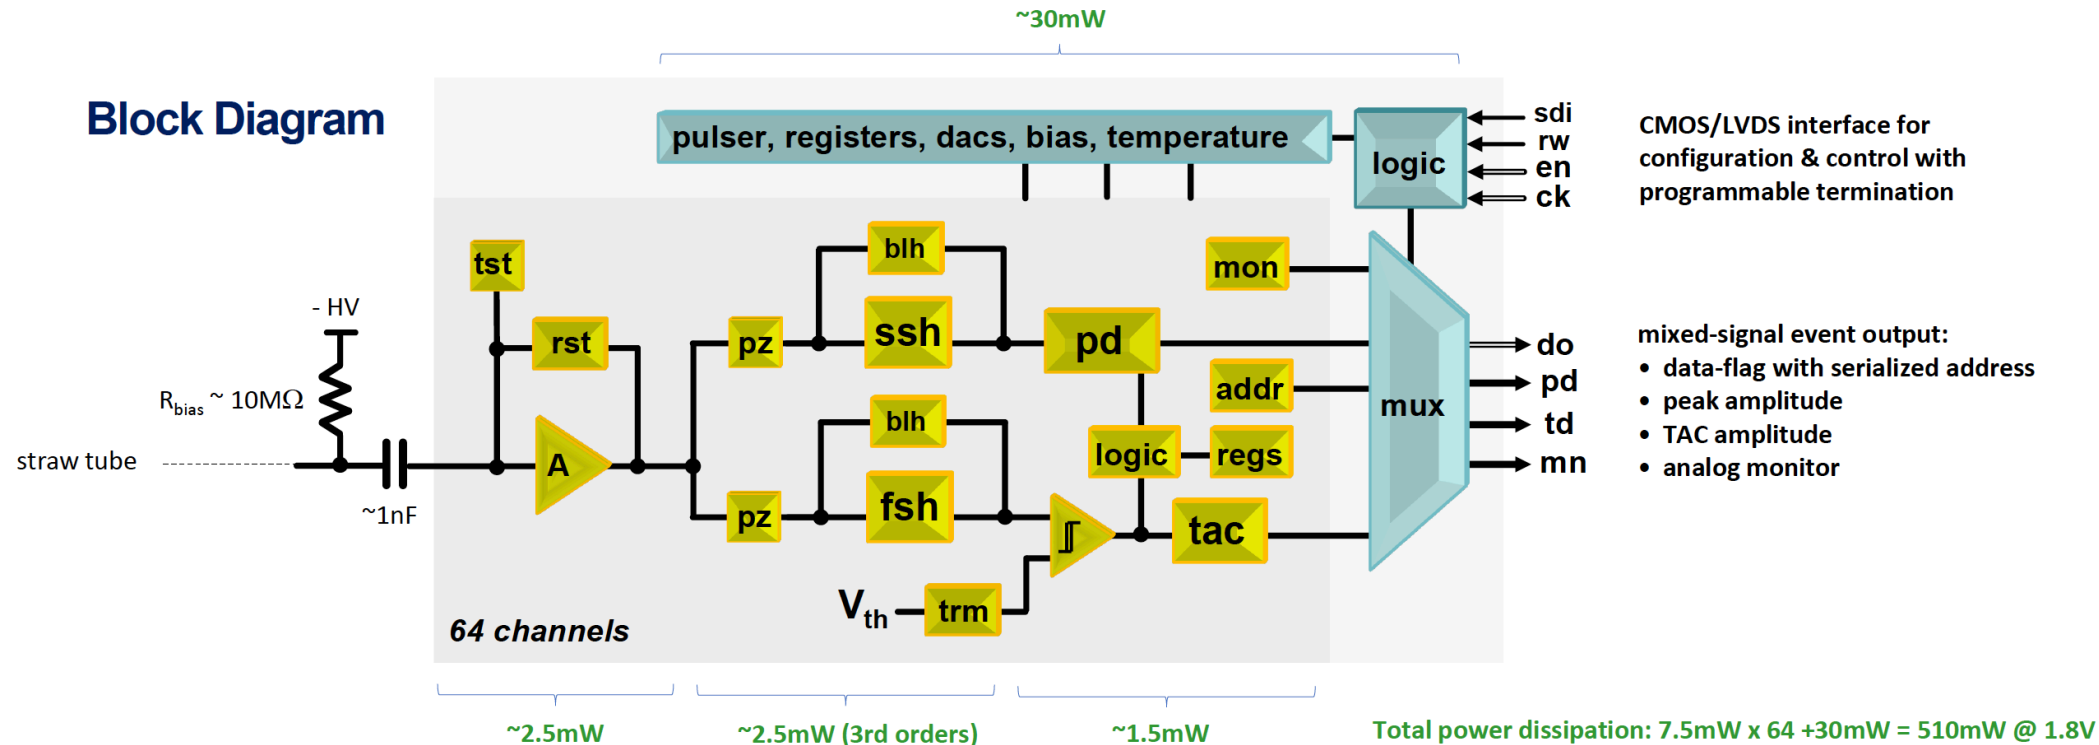 ~30mW
Block Diagram
pulser, registers, dacs, bias, temperature
logic
sdi
rw
en
ck
CMOS/LVDS interface for
configuration & control with
programmable termination
tst
blh
mon
- HV
rst
pz
ssh
pd
do
mixed-signal event output:
• data-flag with serialized address
• peak amplitude
• TAC amplitude
• analog monitor
Rbias ~ 10MΩ
addr
mux
pd
td
mn
blh
straw tube
A
logic
regs
~1nF
pz
fsh
tac
Vth
trm
64 channels
~2.5mW
~2.5mW (3rd orders)
~1.5mW
Total power dissipation: 7.5mW x 64 +30mW = 510mW @ 1.8V